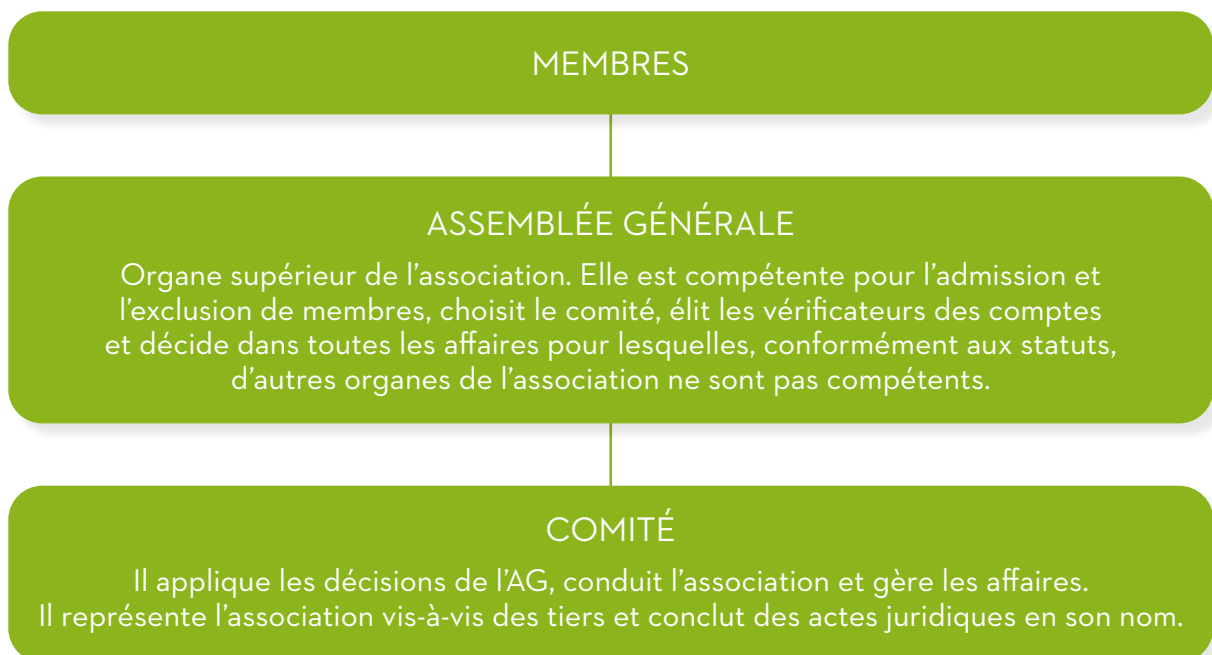 MEMBRES
ASSEMBLÉE GÉNÉRALE
Organe supérieur de l’association. Elle est compétente pour l’admission et
l’exclusion de membres, choisit le comité, élit les vérificateurs des comptes
et décide dans toutes les affaires pour lesquelles, conformément aux statuts,
d’autres organes de l’association ne sont pas compétents.
COMITÉ
Il applique les décisions de l’AG, conduit l’association et gère les affaires.
Il représente l’association vis-à-vis des tiers et conclut des actes juridiques en son nom.